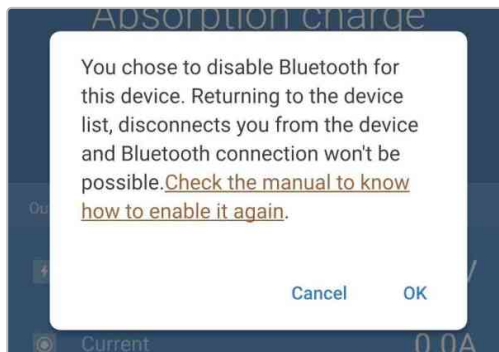 Absorption charge
You chose to disable Bluetooth for
this device. Returning to the device
list, disconnects you from the device
and Bluetooth connection won't be
possible.Check the manual to know
how to enable it again.
Ou
V
Cancel OK
Current 0.0A